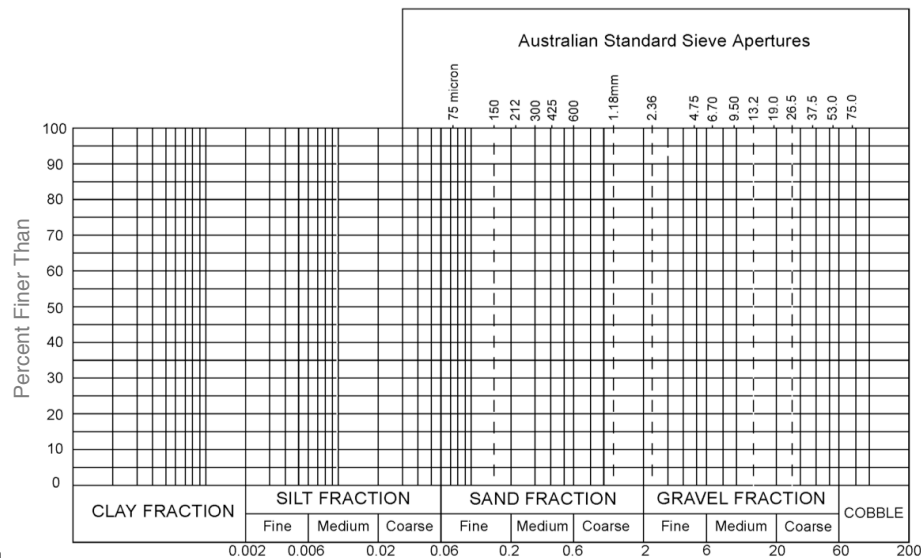 Australian Standard Sieve Apertures
75 micron 150 212 300 425 600 1.18mm 2.36 4.75 6.70 9.50 13.2 19.0 26.5 37.5 53.0 75.0
Percent Finer Than
100
90
80
70
60
50
40
30
20
10
0
CLAY FRACTION SILT FRACTION SAND FRACTION GRAVEL FRACTION COBBLE
Fine Medium Coarse Fine Medium Coarse Fine Medium Coarse
0.002 0.006 0.02 0.06 0.2 0.6 2 6 20 60 200